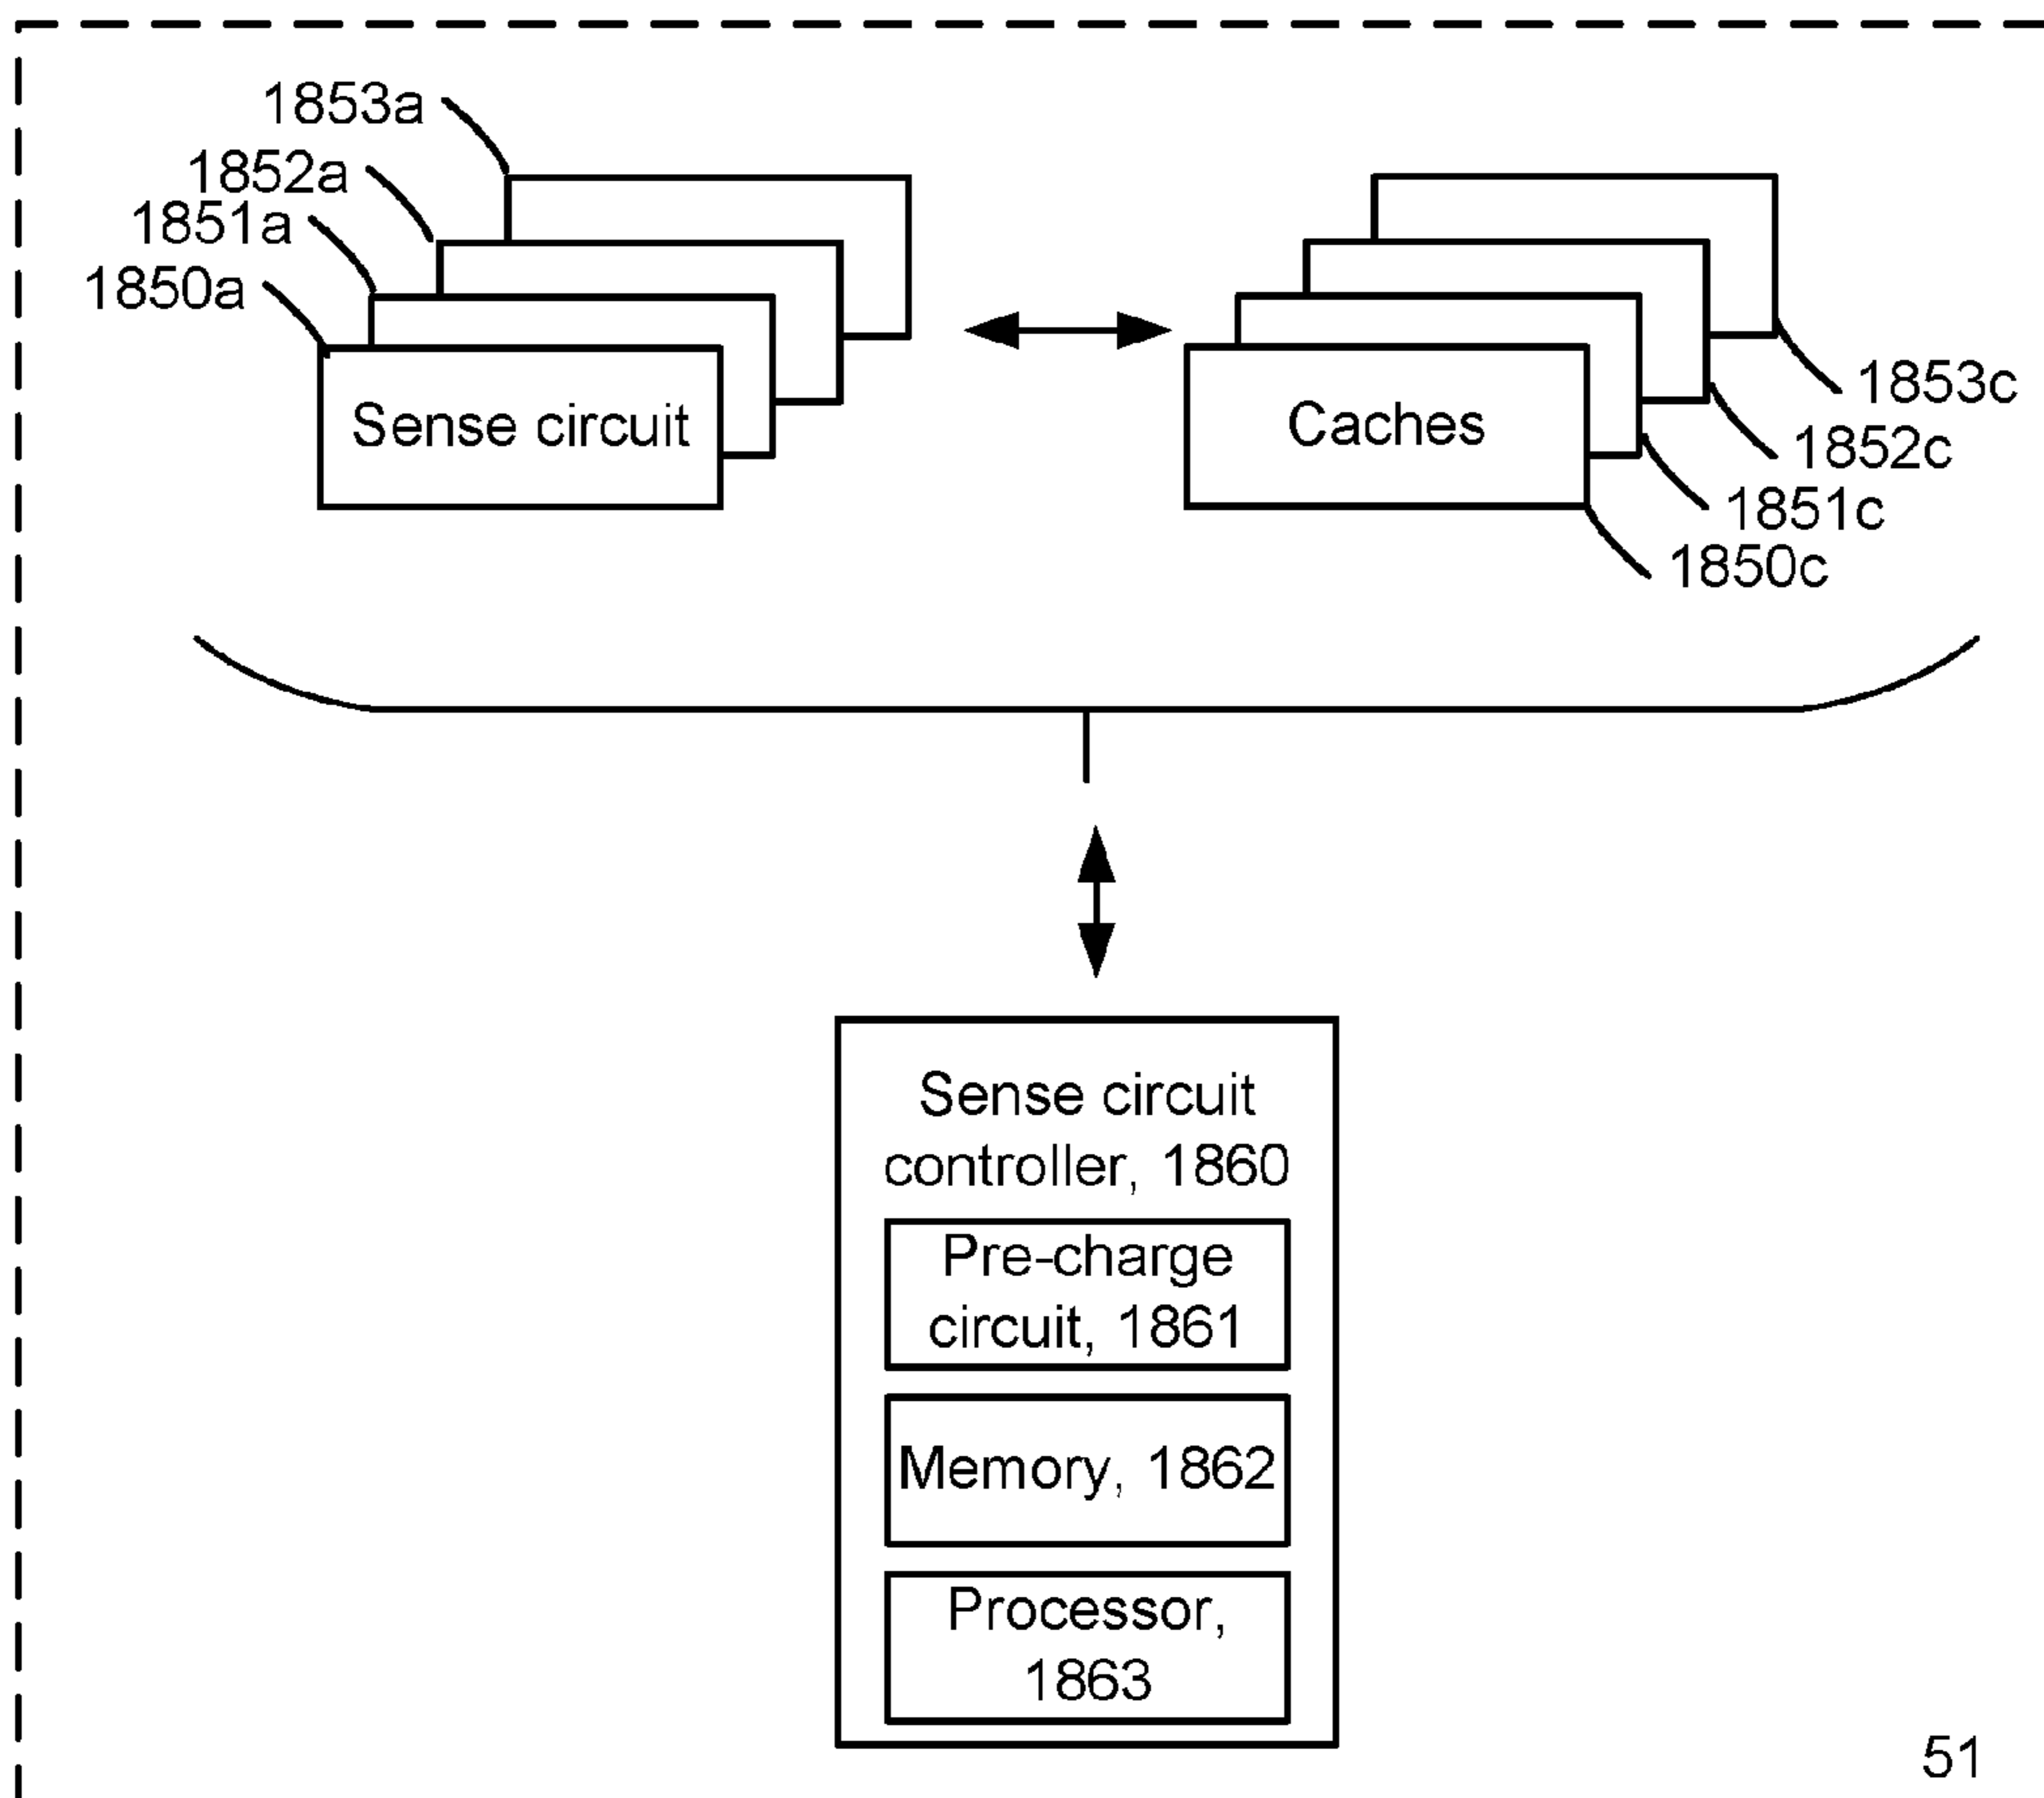 1853a
1852a
1851a
1850a
Sense circuit
Caches
1853c
1852c
1851c
1850c
Sense circuit
controller, 1860
Pre-charge
circuit, 1861
Memory, 1862
Processor,
1863
51